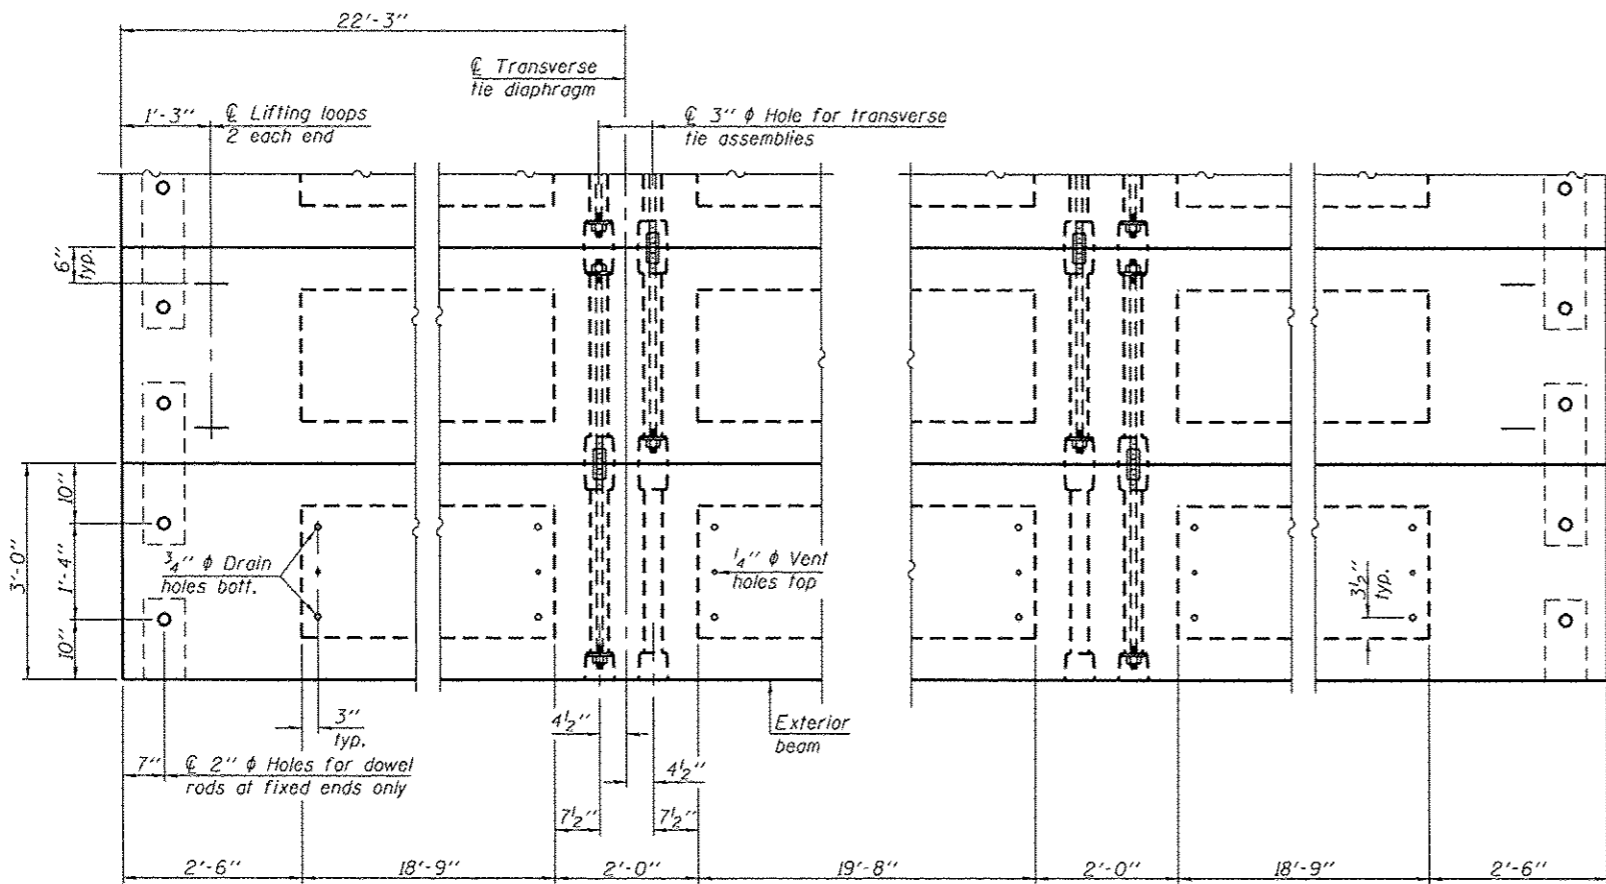 22'-3"
℄ Transverse
tie diaphragm
1'-3"
℄ Lifting loops
2 each end
℄ 3" ϕ Hole for transverse
tie assemblies
6"
typ.
3'-0"
10"
1'-4"
10"
3/4" ϕ Drain
holes bott.
1/4" ϕ Vent
holes top
3 1/2"
typ.
3"
typ.
7"
℄ 2" ϕ Holes for dowel
rods at fixed ends only
4 1/2"
4 1/2"
Exterior
beam
7 1/2"
7 1/2"
2'-6"
18'-9"
2'-0"
19'-8"
2'-0"
18'-9"
2'-6"